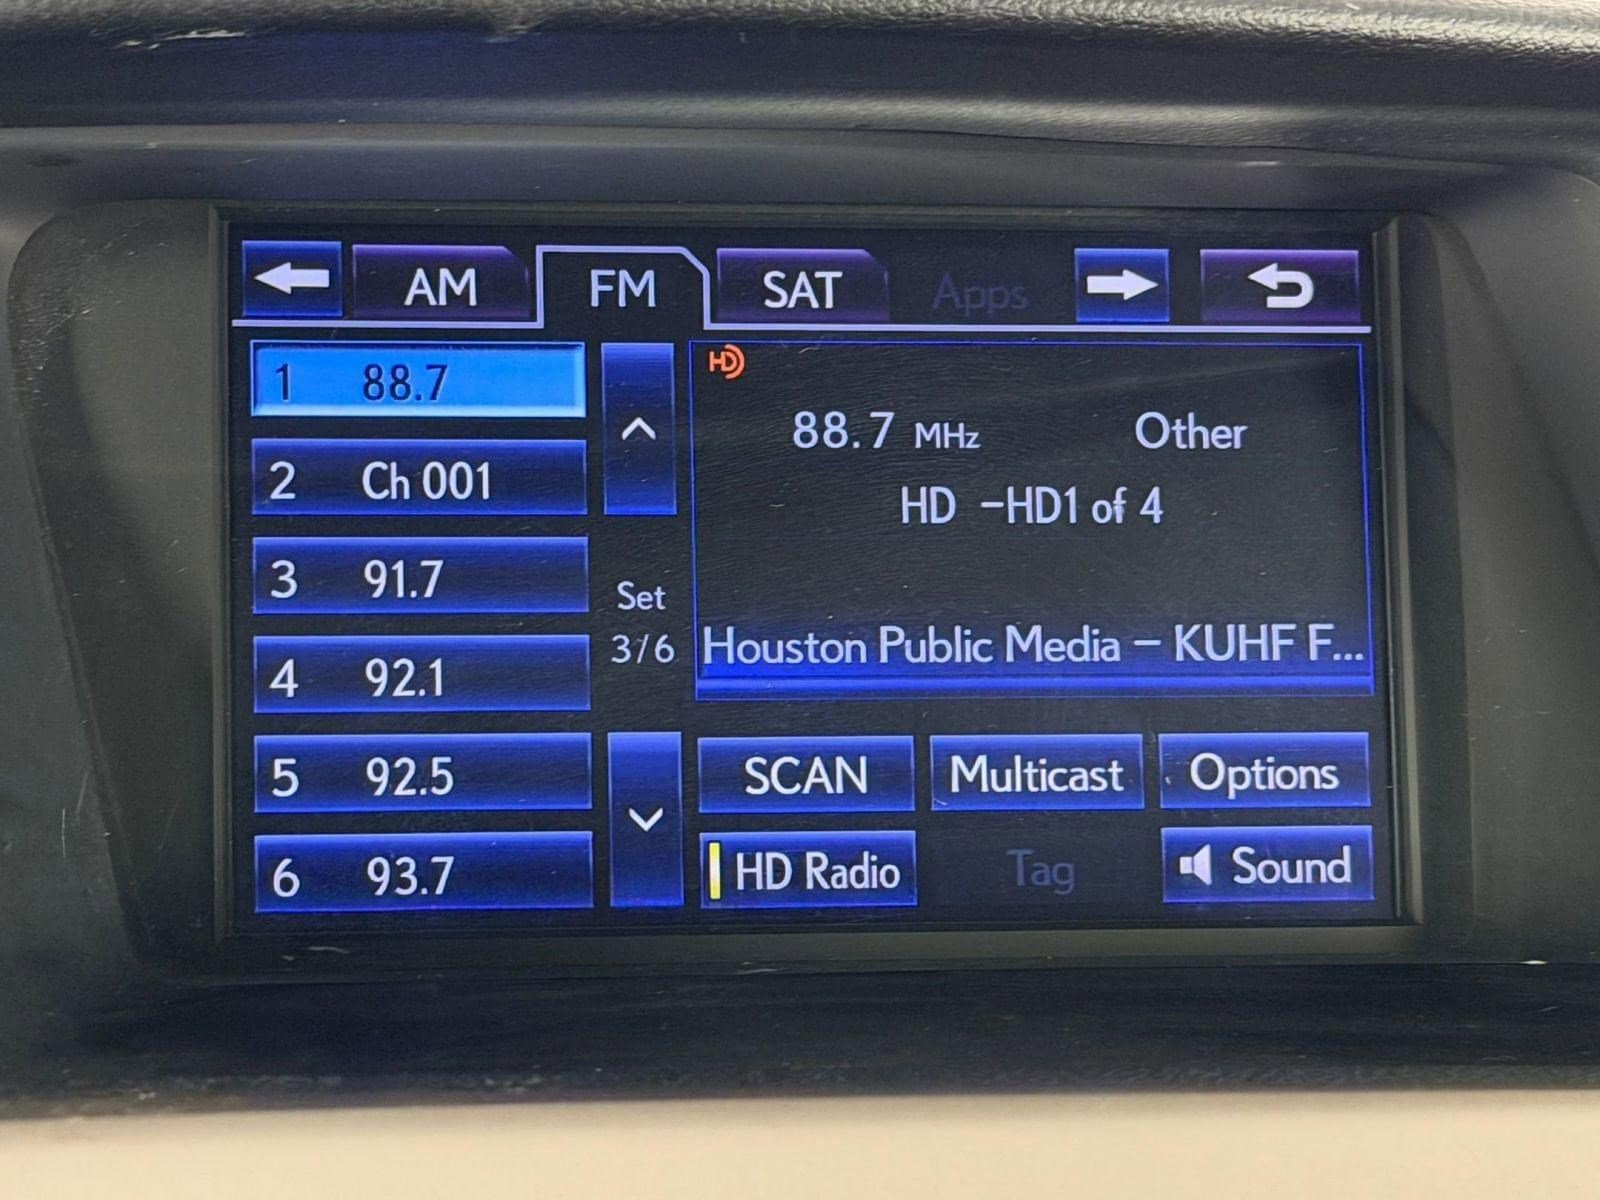 AM FM SAT Apps
HD
1 88.7
88.7 MHz Other
2 Ch 001
HD -HD1 of 4
3 91.7
Set
3/6
4 92.1
Houston Public Media - KUHF F...
5 92.5
SCAN Multicast Options
6 93.7
HD Radio Tag Sound